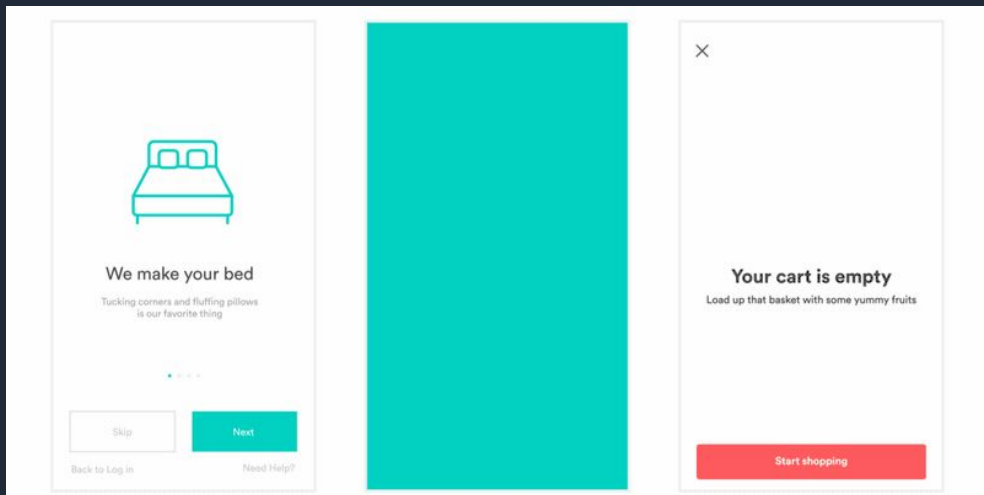 We make your bed
Tucking corners and fluffing pillows
is our favorite thing
Skip
Next
Back to Log in
Need Help?
Your cart is empty
Load up that basket with some yummy fruits
Start shopping